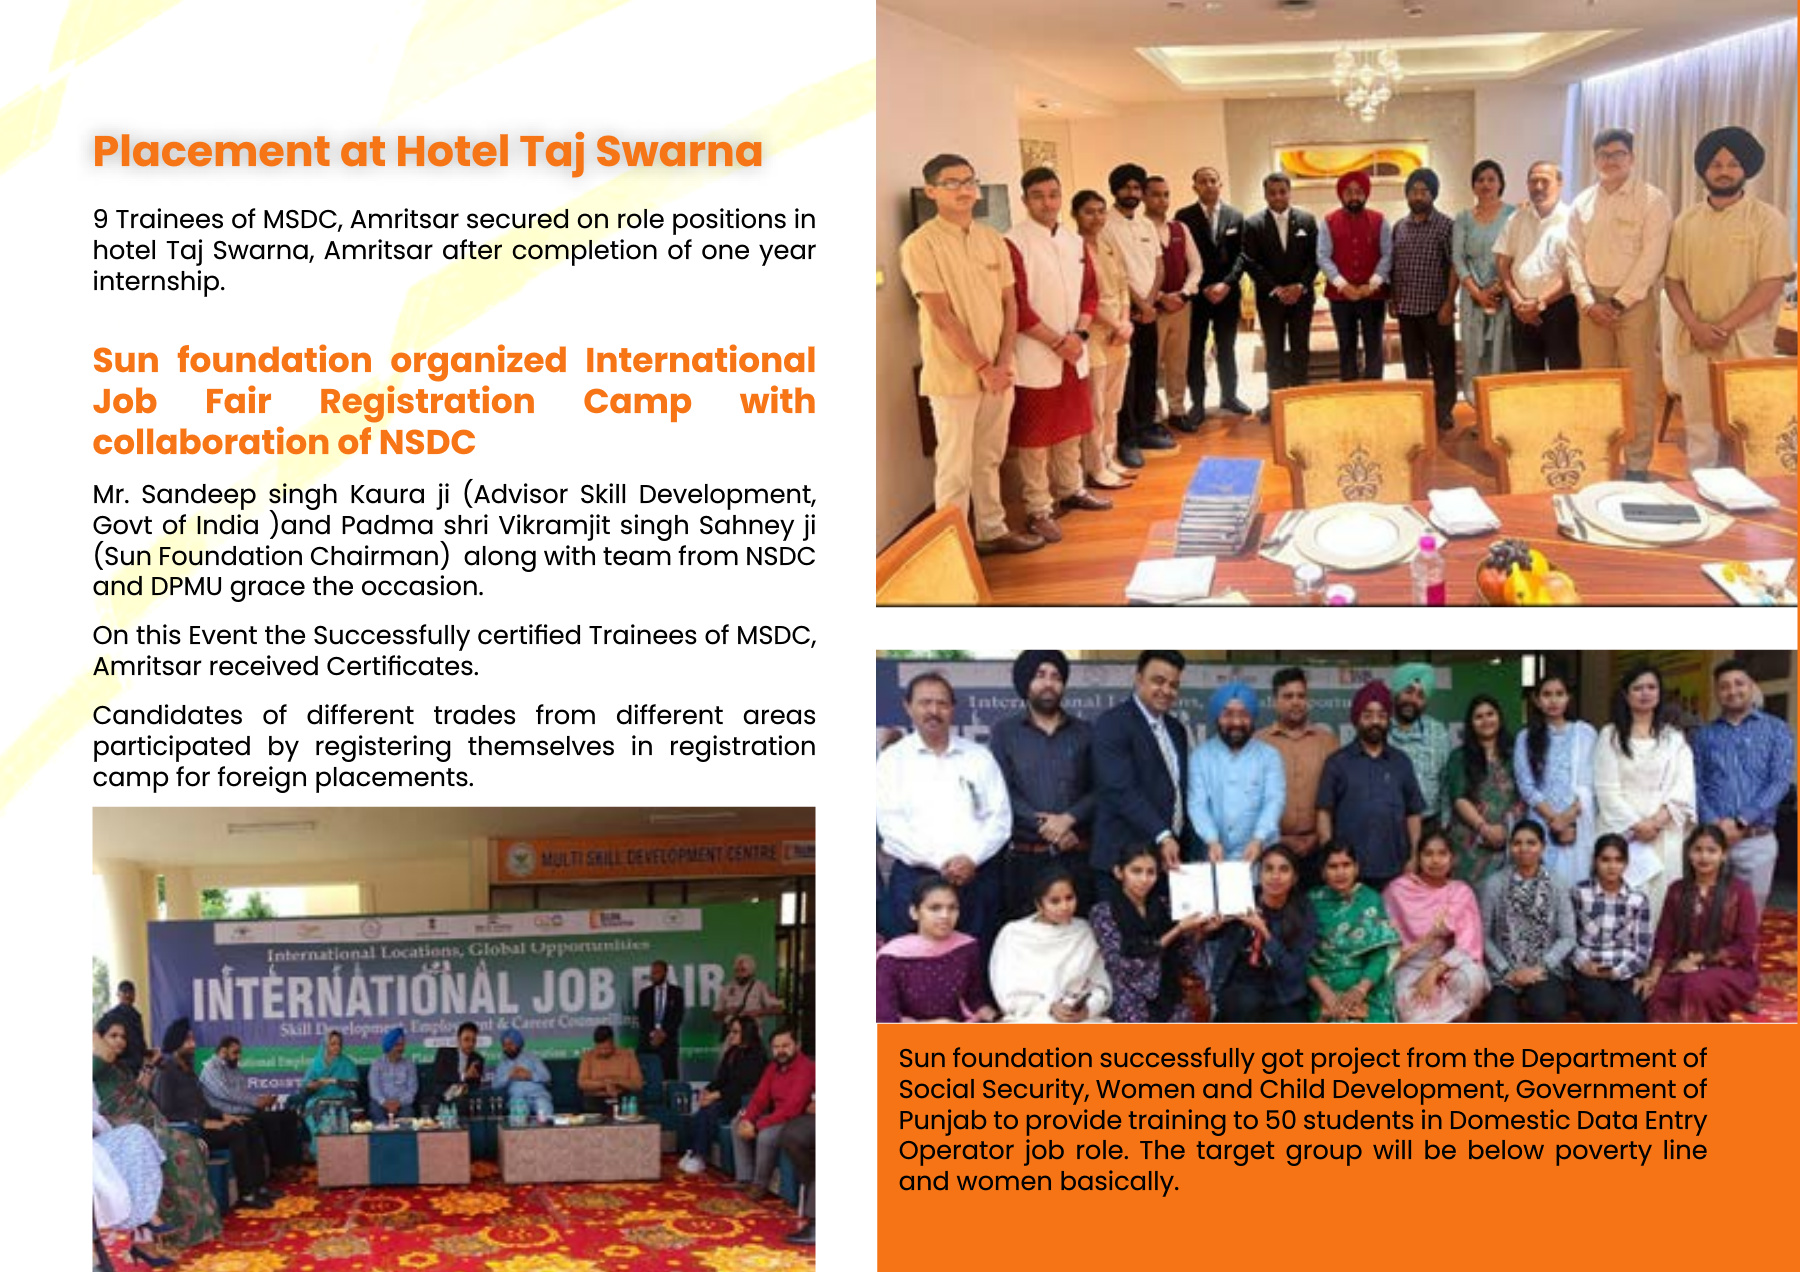 Placement at Hotel Taj Swarna
9 Trainees of MSDC, Amritsar secured on role positions in
hotel Taj Swarna, Amritsar after completion of one year
internship.
Sun foundation organized International
Job Fair Registration Camp with
collaboration of NSDC
Mr. Sandeep singh Kaura ji (Advisor Skill Development,
Govt of India )and Padma shri Vikramjit singh Sahney ji
(Sun Foundation Chairman) along with team from NSDC
and DPMU grace the occasion.
On this Event the Successfully certified Trainees of MSDC,
Amritsar received Certificates.
Candidates of different trades from different areas
participated by registering themselves in registration
camp for foreign placements.
MULTI SKILL DEVELOPMENT CENTRE
International Locations, Global Opportunities
INTERNATIONAL JOB FAIR
Skill Development, Employment & Career Counselling
Sun foundation successfully got project from the Department of
Social Security, Women and Child Development, Government of
Punjab to provide training to 50 students in Domestic Data Entry
Operator job role. The target group will be below poverty line
and women basically.